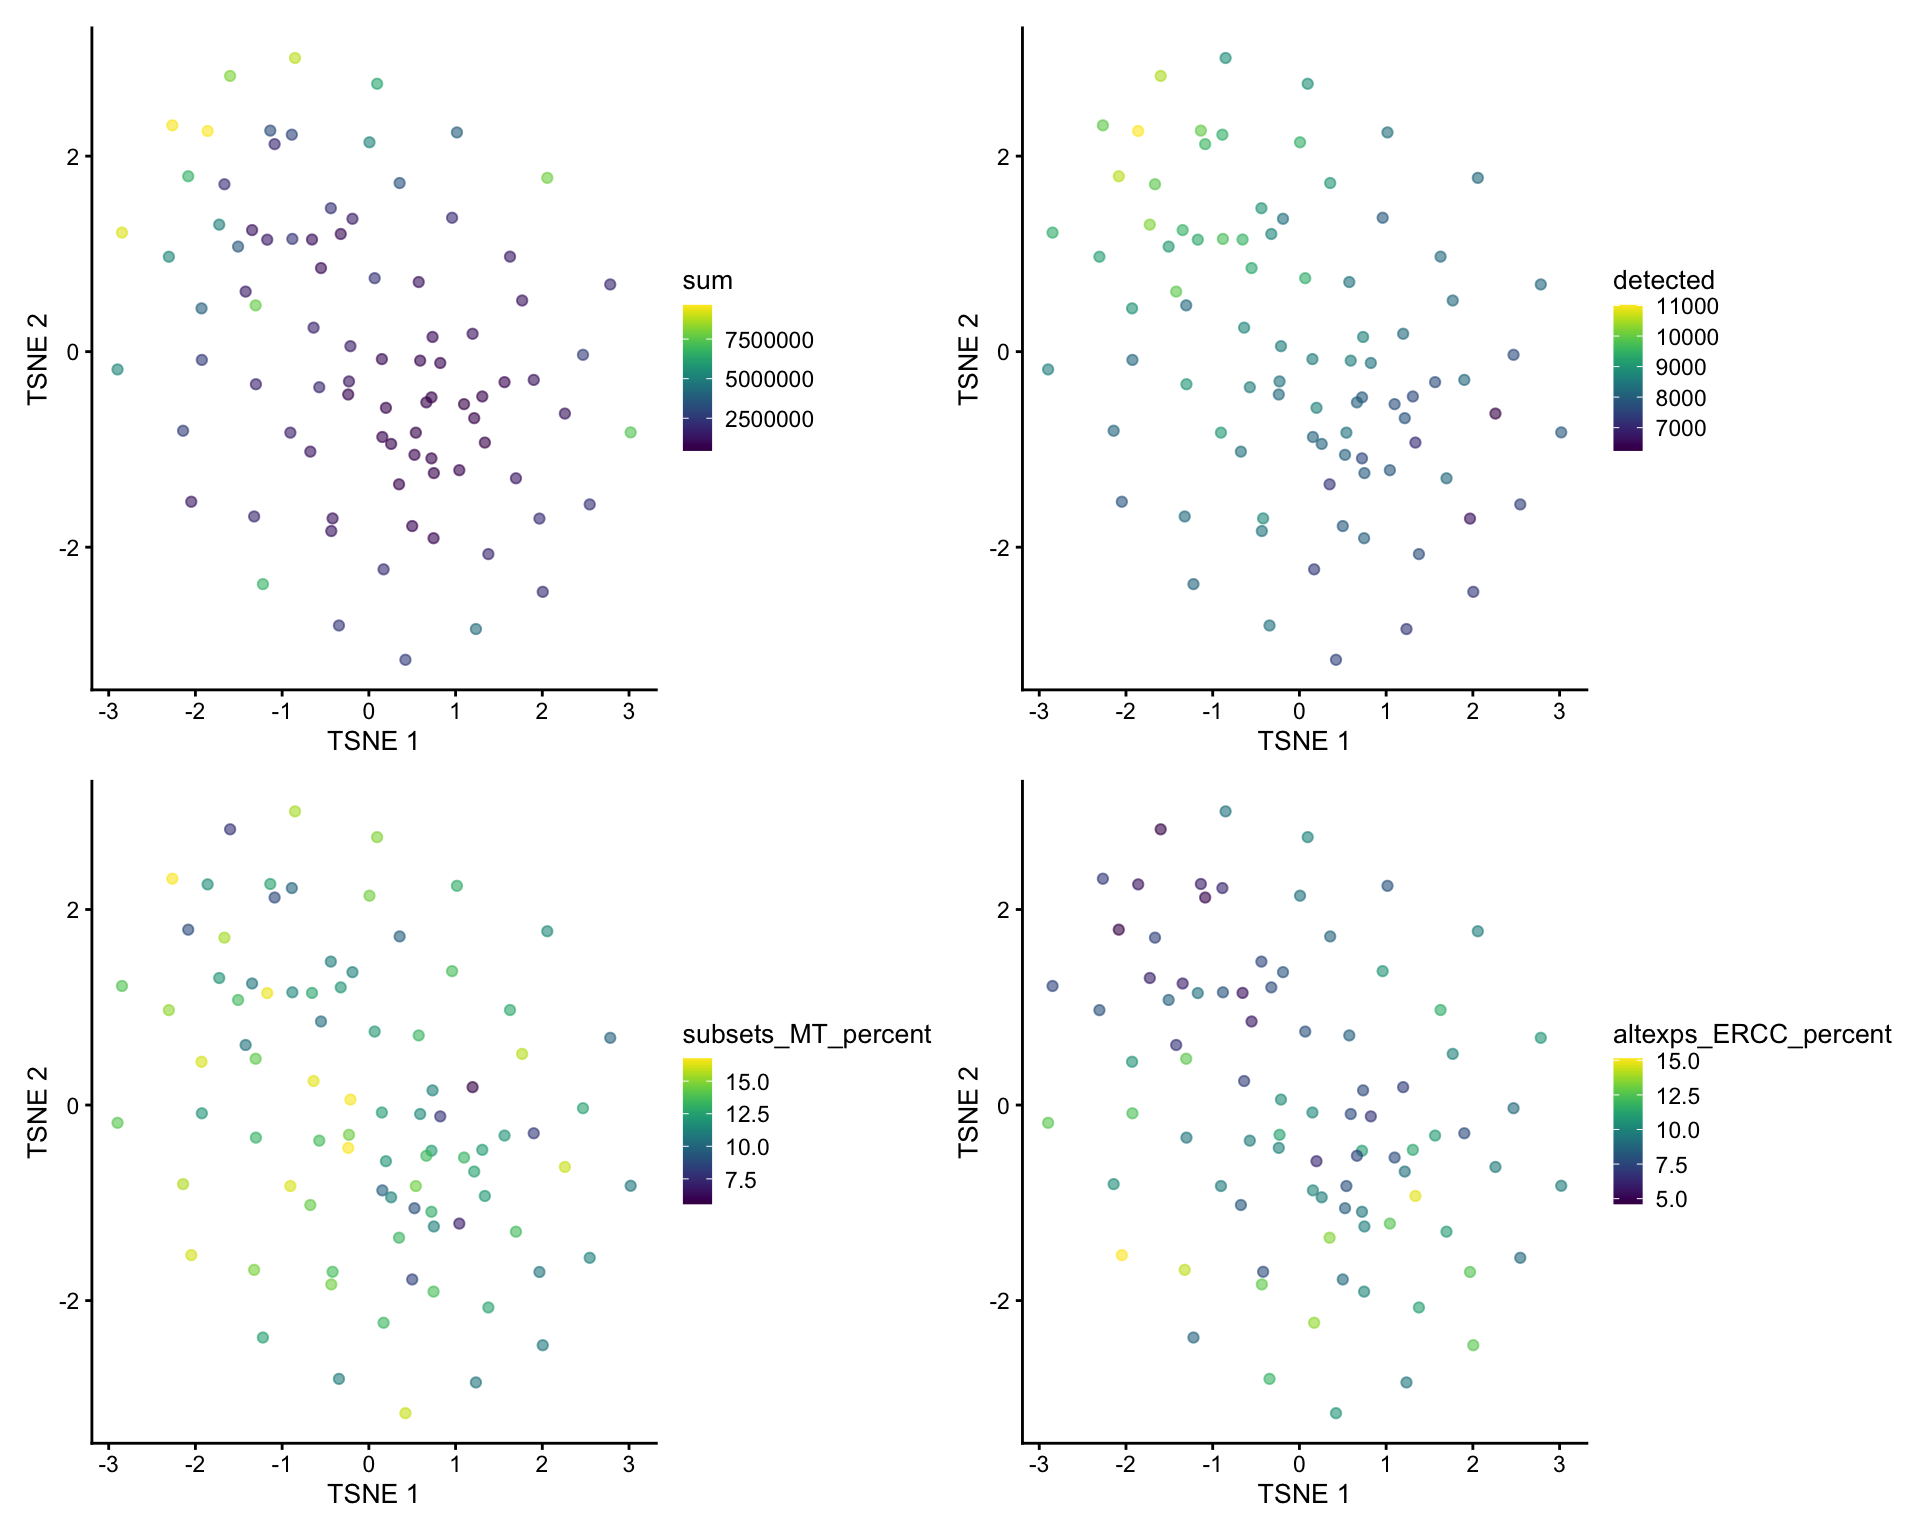 TSNE 2
2
0
-2
-3 -2 -1 0 1 2 3
TSNE 1
sum
7500000
5000000
2500000
TSNE 2
2
0
-2
-3 -2 -1 0 1 2 3
TSNE 1
detected
11000
10000
9000
8000
7000
TSNE 2
2
0
-2
-3 -2 -1 0 1 2 3
TSNE 1
subsets_MT_percent
15.0
12.5
10.0
7.5
TSNE 2
2
0
-2
-3 -2 -1 0 1 2 3
TSNE 1
altexps_ERCC_percent
15.0
12.5
10.0
7.5
5.0